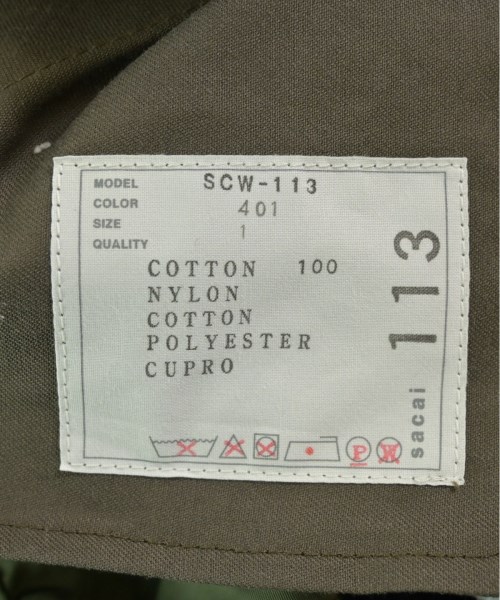 MODEL SCW-113
COLOR 401
SIZE 1
QUALITY
COTTON 100
NYLON
COTTON
POLYESTER
CUPRO
P W
sacai 113